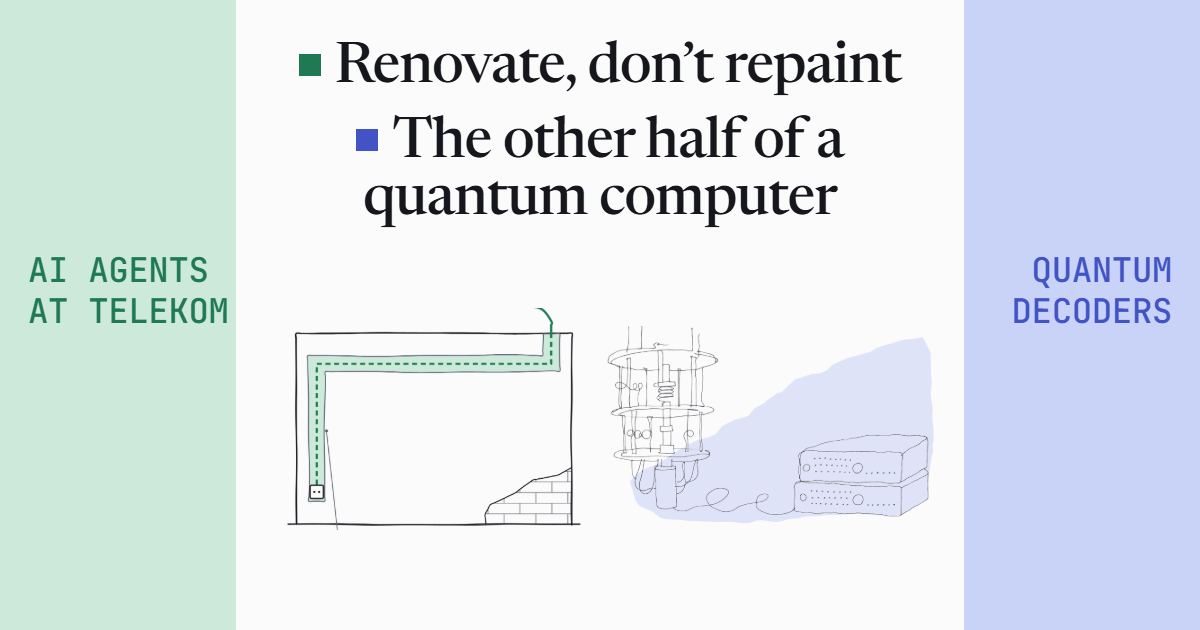 Renovate, don’t repaint
The other half of a
quantum computer
AI AGENTS
AT TELEKOM
QUANTUM
DECODERS